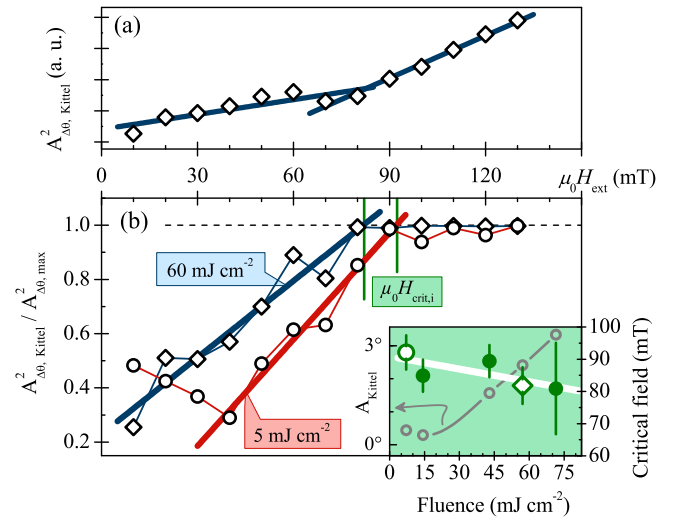 (a)
A²Δθ, Kittel (a. u.)
0 30 60 90 120 μ₀Hext (mT)
(b)
1.0
0.8
0.6
0.4
0.2
A²Δθ, Kittel / A²Δθ, max
60 mJ cm⁻²
μ₀Hcrit,i
5 mJ cm⁻²
3°
0°
AKittel
100
90
80
70
60
Critical field (mT)
0 15 30 45 60 75
Fluence (mJ cm⁻²)